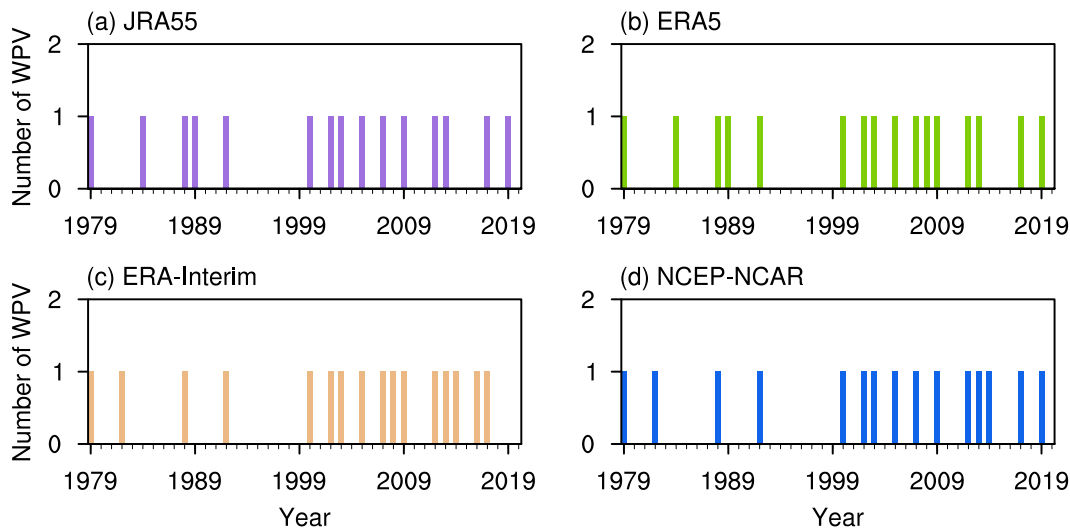 (a) JRA55
Number of WPV
2
1
0
1979 1989 1999 2009 2019
(b) ERA5
2
1
0
1979 1989 1999 2009 2019
(c) ERA-Interim
Number of WPV
2
1
0
1979 1989 1999 2009 2019
Year
(d) NCEP-NCAR
2
1
0
1979 1989 1999 2009 2019
Year